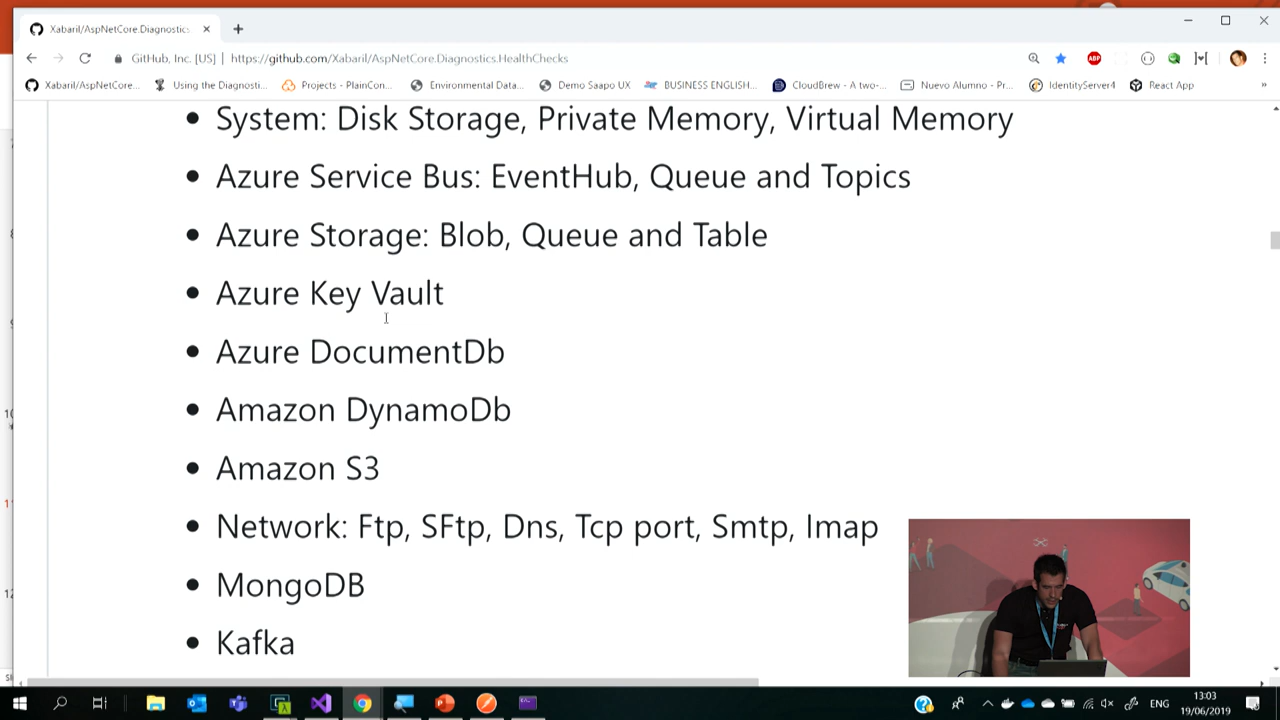 Xabaril/AspNetCore.Diagnostics
GitHub, Inc. [US] | https://github.com/Xabaril/AspNetCore.Diagnostics.HealthChecks
ABP
Xabaril/AspNetCore... Using the Diagnosti... Projects - PlainCon... Environmental Data... Demo Saapo UX BUSINESS ENGLISH... CloudBrew - A two-... Nuevo Alumno - Pr... IdentityServer4 React App »
• System: Disk Storage, Private Memory, Virtual Memory
• Azure Service Bus: EventHub, Queue and Topics
• Azure Storage: Blob, Queue and Table
• Azure Key Vault
• Azure DocumentDb
• Amazon DynamoDb
• Amazon S3
• Network: Ftp, SFtp, Dns, Tcp port, Smtp, Imap
• MongoDB
• Kafka
ENG
13:03
19/06/2019